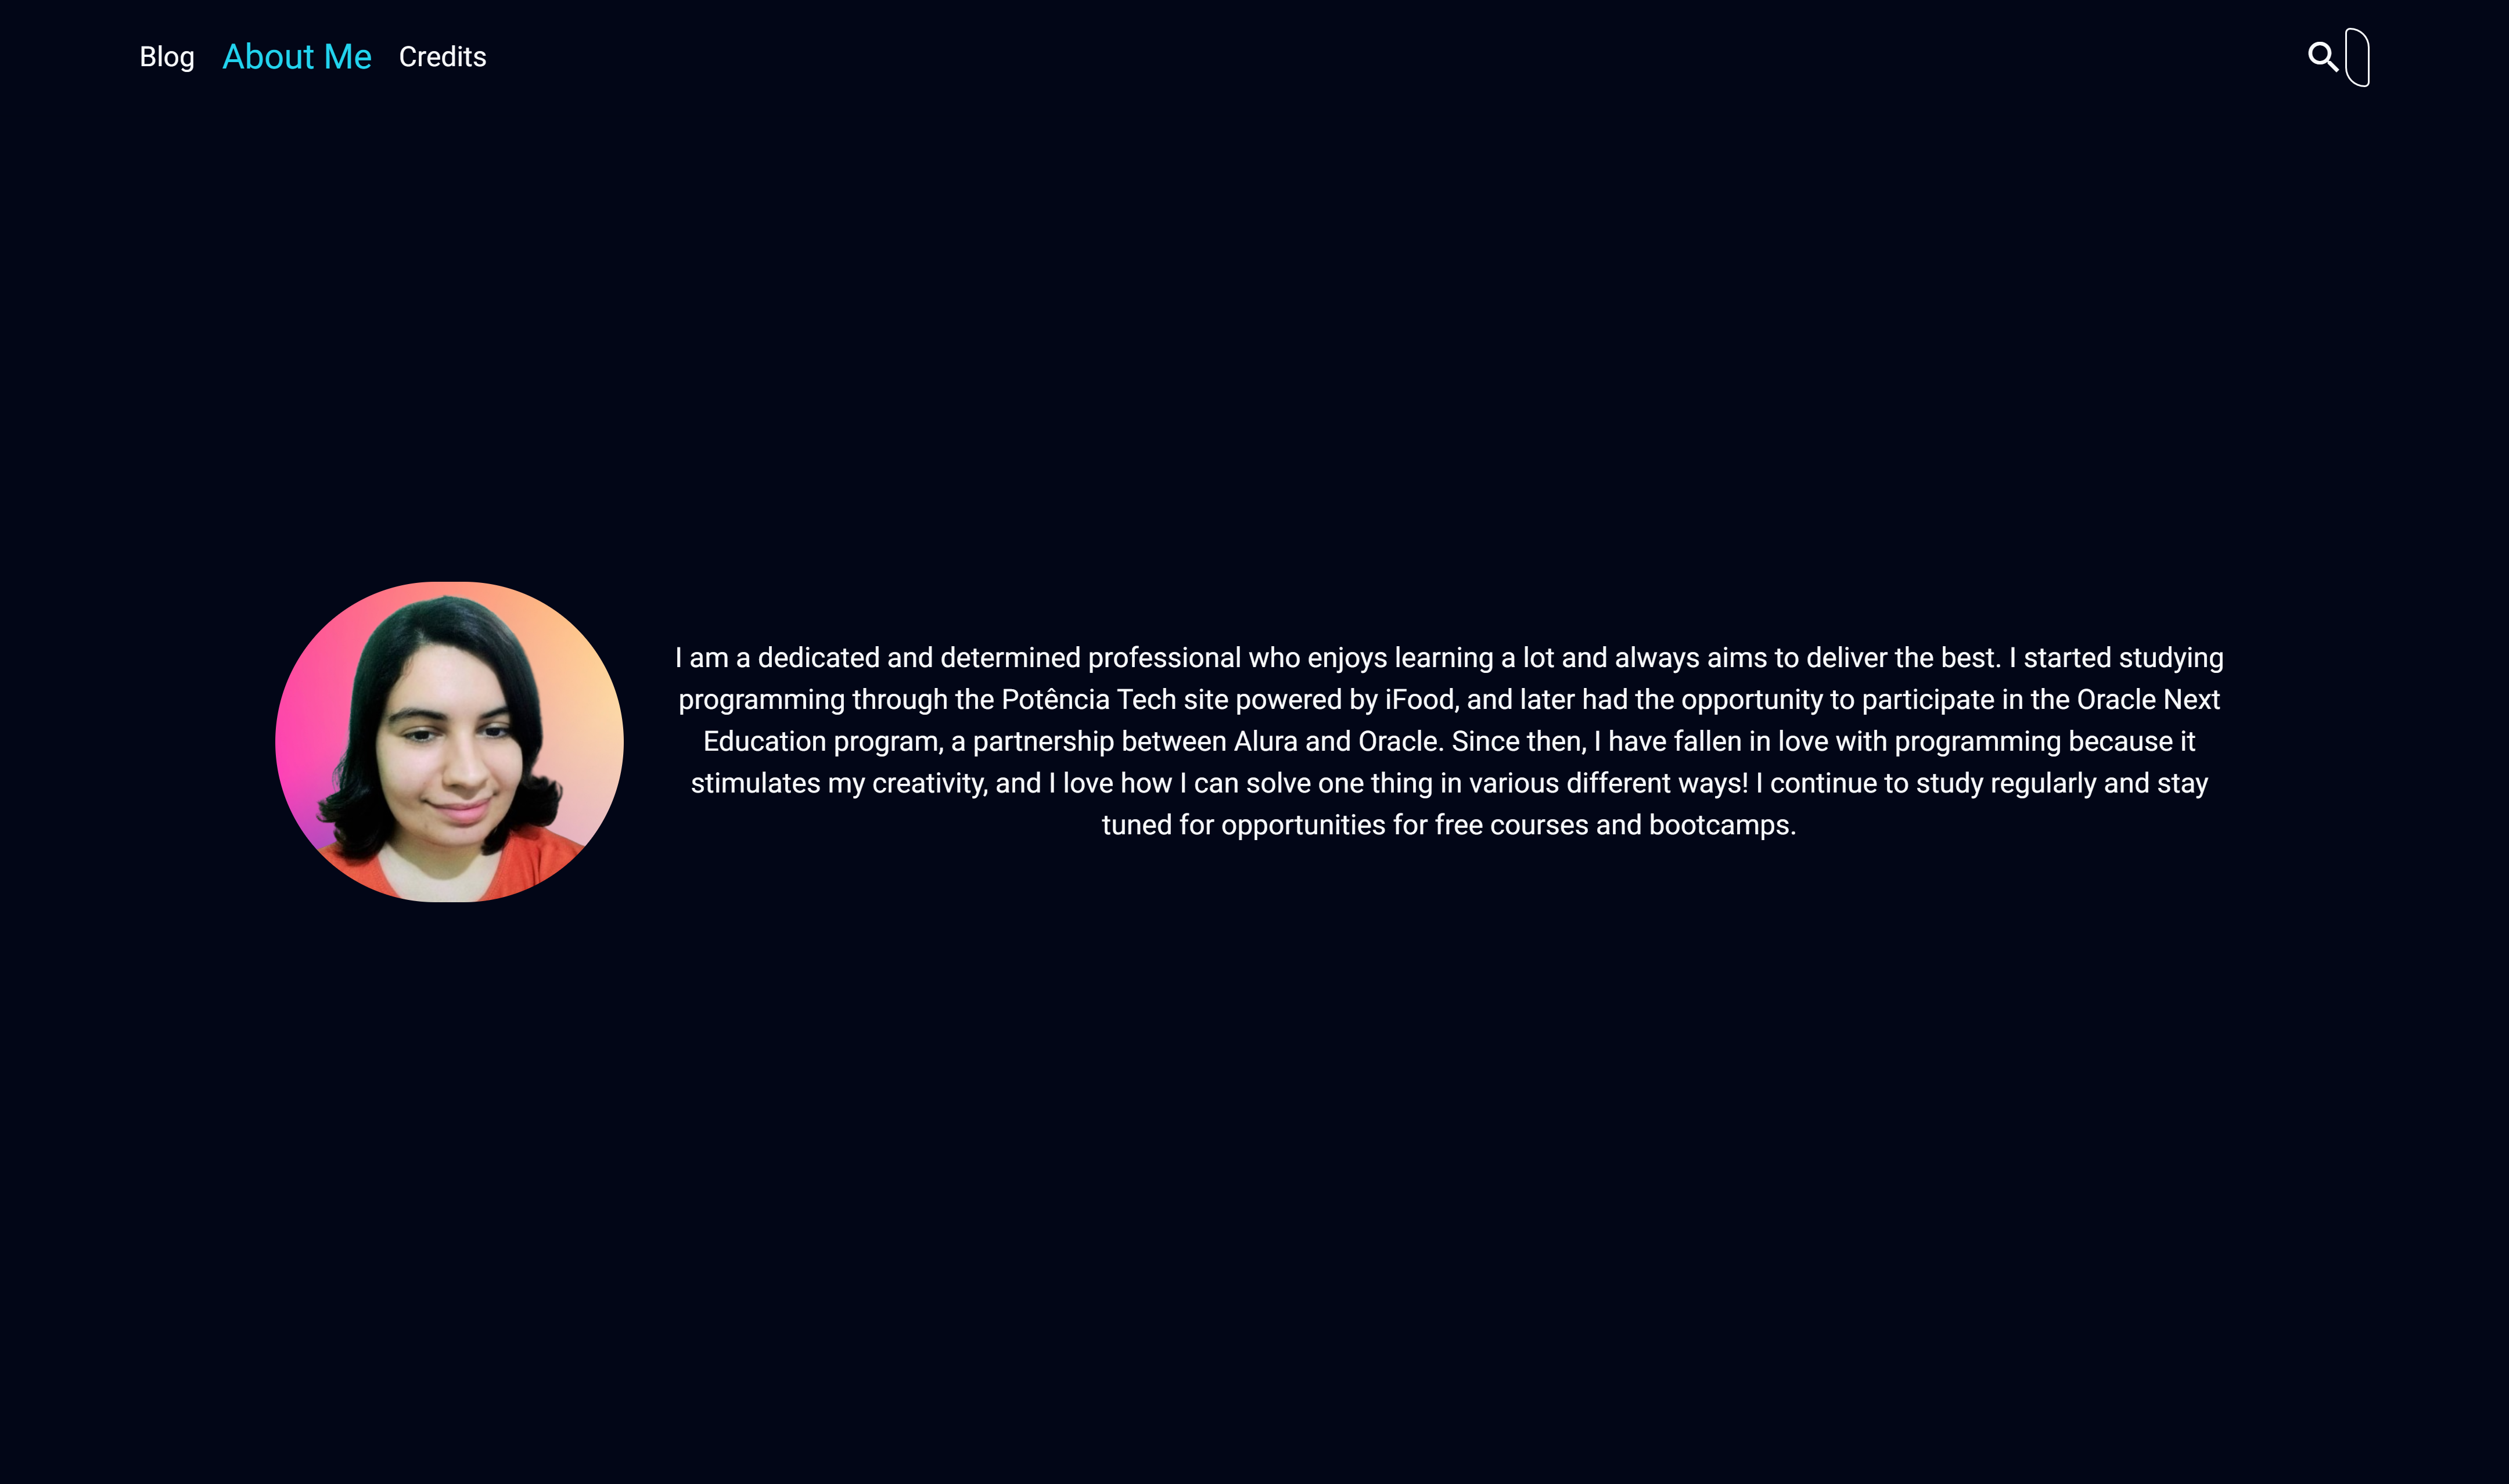 Blog About Me Credits
I am a dedicated and determined professional who enjoys learning a lot and always aims to deliver the best. I started studying
programming through the Potência Tech site powered by iFood, and later had the opportunity to participate in the Oracle Next
Education program, a partnership between Alura and Oracle. Since then, I have fallen in love with programming because it
stimulates my creativity, and I love how I can solve one thing in various different ways! I continue to study regularly and stay
tuned for opportunities for free courses and bootcamps.